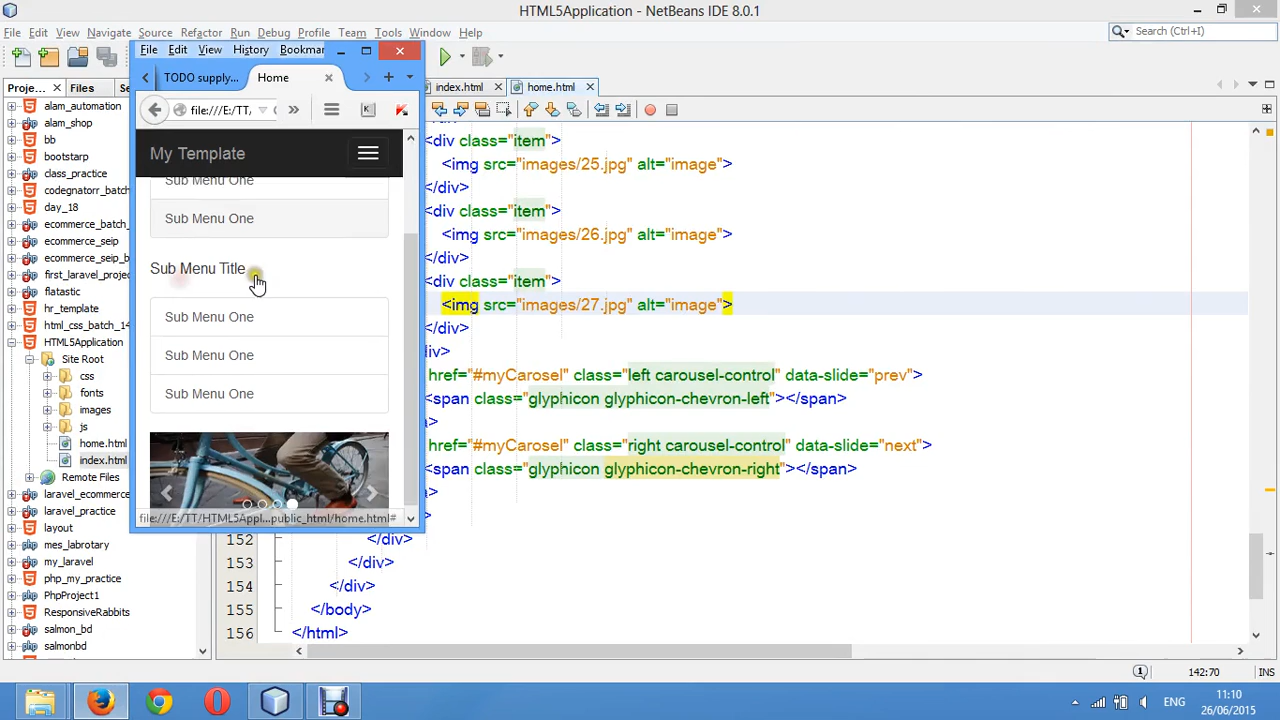 HTML5Application - NetBeans IDE 8.0.1
File Edit View Navigate Source Refactor Run Debug Profile Team Tools Window Help
Search (Ctrl+I)
Proje... Files
index.html
home.html
alam_automation
alam_shop
bb
bootstarp
class_practice
codegnatorr_batch
day_18
ecommerce_batch_
ecommerce_seip
ecommerce_seip_b
first_laravel_projec
flatastic
hr_template
html_css_batch_14
HTML5Application
Site Root
css
fonts
images
js
home.html
index.html
Remote Files
laravel_ecommerce
laravel_practice
layout
mes_labrotary
my_laravel
php_my_practice
PhpProject1
ResponsiveRabbits
salmon_bd
salmonbd
File Edit View History Bookmar
TODO supply...
Home
file:///E:/TT,
My Template
Sub Menu One
Sub Menu One
Sub Menu Title
Sub Menu One
Sub Menu One
Sub Menu One
file:///E:/TT/HTML5Appl...public_html/home.html#
<div class="item">
<img src="images/25.jpg" alt="image">
</div>
<div class="item">
<img src="images/26.jpg" alt="image">
</div>
<div class="item">
<img src="images/27.jpg" alt="image">
</div>
div>
href="#myCarosel" class="left carousel-control" data-slide="prev">
<span class="glyphicon glyphicon-chevron-left"></span>
a>
href="#myCarosel" class="right carousel-control" data-slide="next">
<span class="glyphicon glyphicon-chevron-right"></span>
a>
>
152 </div>
153 </div>
154 </div>
155 </body>
156 </html>
1
142:70
INS
ENG
11:10
26/06/2015